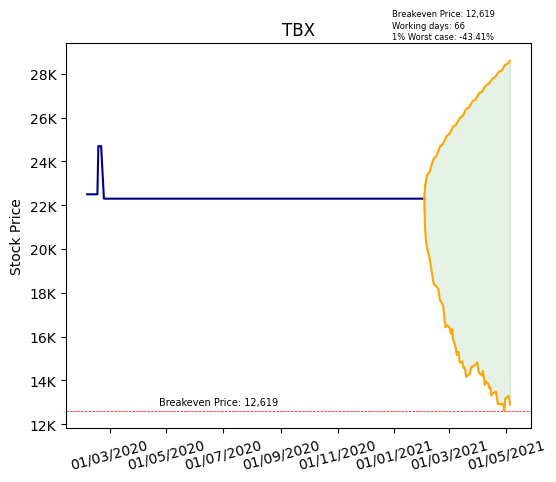 Breakeven Price: 12,619
Working days: 66
1% Worst case: -43.41%
TBX
Stock Price
28K
26K
24K
22K
20K
18K
16K
14K
12K
Breakeven Price: 12,619
01/03/2020
01/05/2020
01/07/2020
01/09/2020
01/11/2020
01/01/2021
01/03/2021
01/05/2021